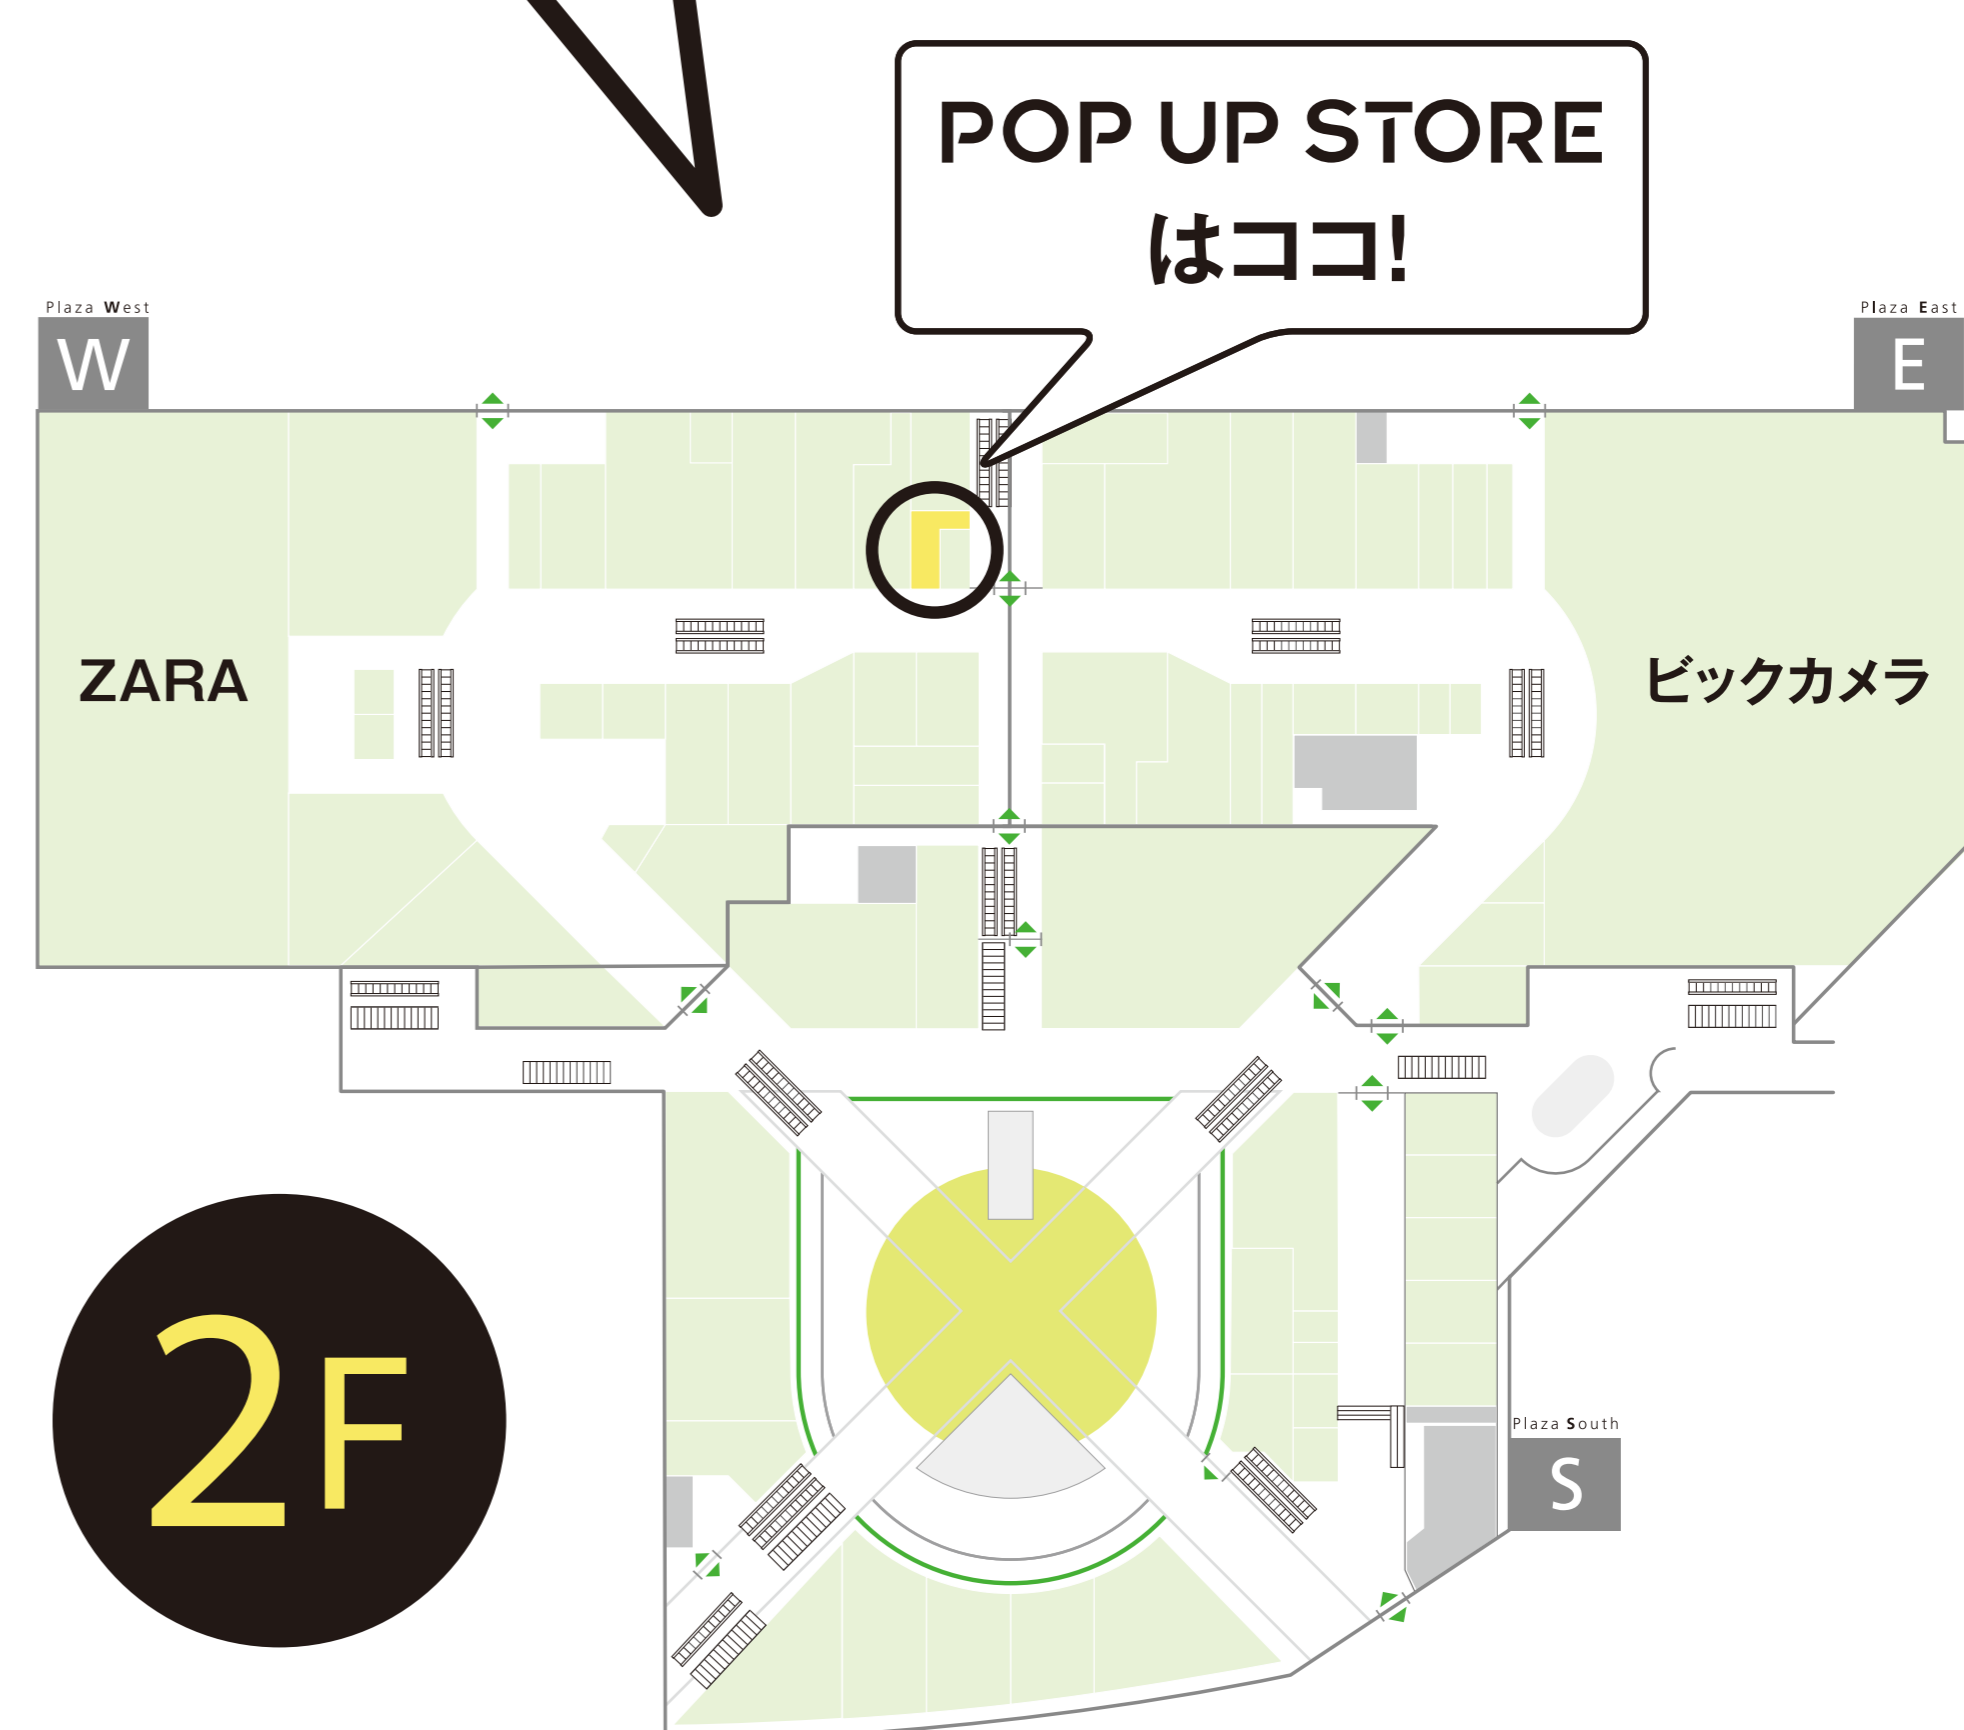 POP UP STORE
はココ!
Plaza West
W
Plaza East
E
ZARA
ビックカメラ
2F
Plaza South
S